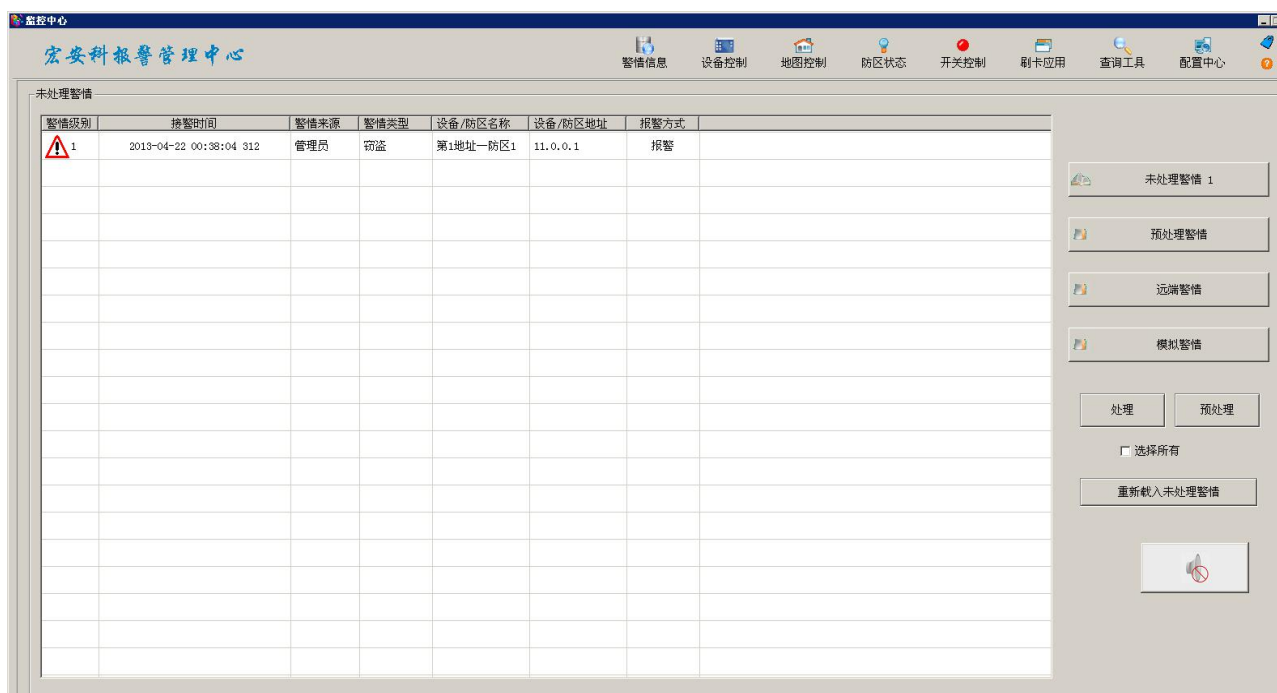 监控中心
宏安科报警管理中心
警情信息 设备控制 地图控制 防区状态 开关控制 刷卡应用 查询工具 配置中心
未处理警情
警情级别 接警时间 警情来源 警情类型 设备/防区名称 设备/防区地址 报警方式
1 2013-04-22 00:38:04 312 管理员 窃盗 第1地址—防区1 11.0.0.1 报警
未处理警情 1
预处理警情
远端警情
模拟警情
处理 预处理
选择所有
重新载入未处理警情